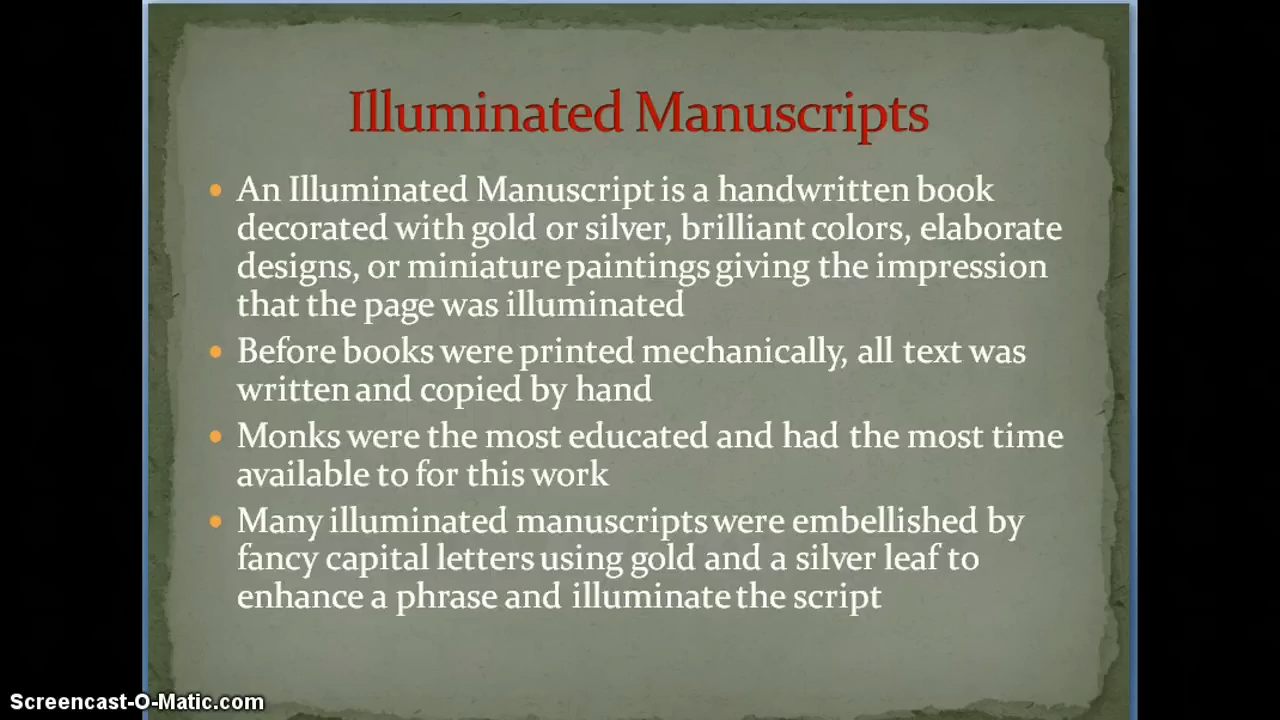 Illuminated Manuscripts
• An Illuminated Manuscript is a handwritten book
decorated with gold or silver, brilliant colors, elaborate
designs, or miniature paintings giving the impression
that the page was illuminated
• Before books were printed mechanically, all text was
written and copied by hand
• Monks were the most educated and had the most time
available to for this work
• Many illuminated manuscripts were embellished by
fancy capital letters using gold and a silver leaf to
enhance a phrase and illuminate the script
Screencast-O-Matic.com